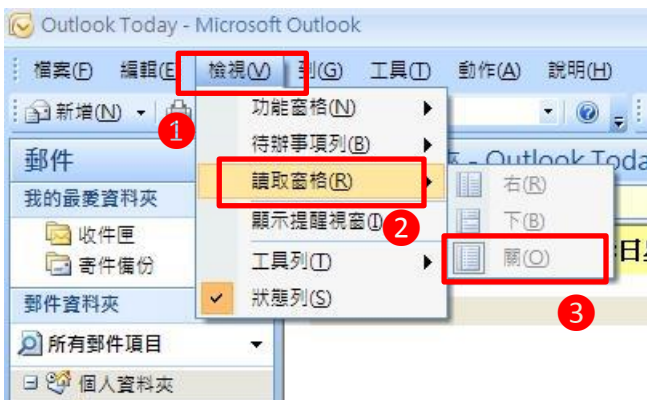 Outlook Today - Microsoft Outlook
檔案(F) 編輯(E 檢視(V) 到(G) 工具(T) 動作(A) 說明(H)
新增(N)
1
功能窗格(N)
待辦事項列(B)
郵件
- Outlook Toda
讀取窗格(R)
右(R)
我的最愛資料夾
2
顯示提醒視窗(I)
下(B)
收件匣
工具列(T)
關(O)
寄件備份
郵件資料夾
狀態列(S)
3
所有郵件項目
個人資料夾